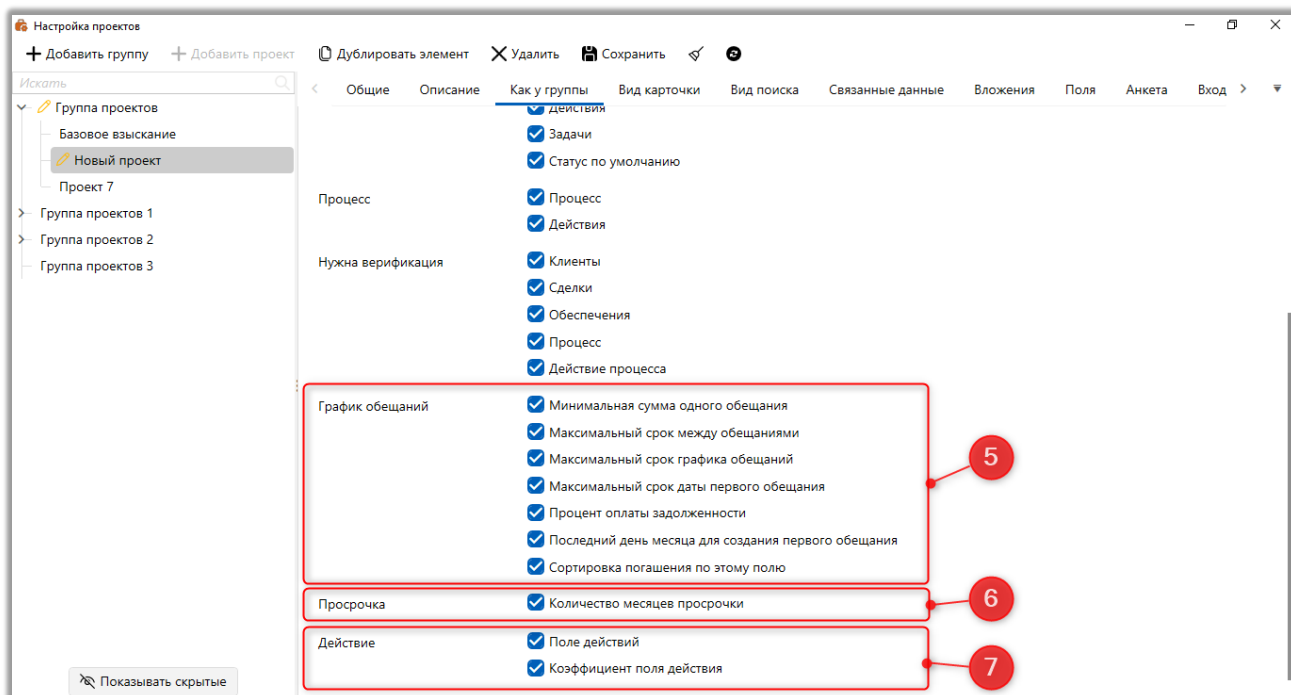 Настройка проектов
Добавить группу Добавить проект Дублировать элемент Удалить Сохранить
Искать
Общие Описание Как у группы Вид карточки Вид поиска Связанные данные Вложения Поля Анкета Вход
Группа проектов
Базовое взыскание
Новый проект
Проект 7
Группа проектов 1
Группа проектов 2
Группа проектов 3
Показывать скрытые
Действия
Задачи
Статус по умолчанию
Процесс
Процесс
Действия
Нужна верификация
Клиенты
Сделки
Обеспечения
Процесс
Действие процесса
График обещаний
Минимальная сумма одного обещания
Максимальный срок между обещаниями
Максимальный срок графика обещаний
Максимальный срок даты первого обещания
Процент оплаты задолженности
Последний день месяца для создания первого обещания
Сортировка погашения по этому полю
5
Просрочка
Количество месяцев просрочки
6
Действие
Поле действий
Коэффициент поля действия
7